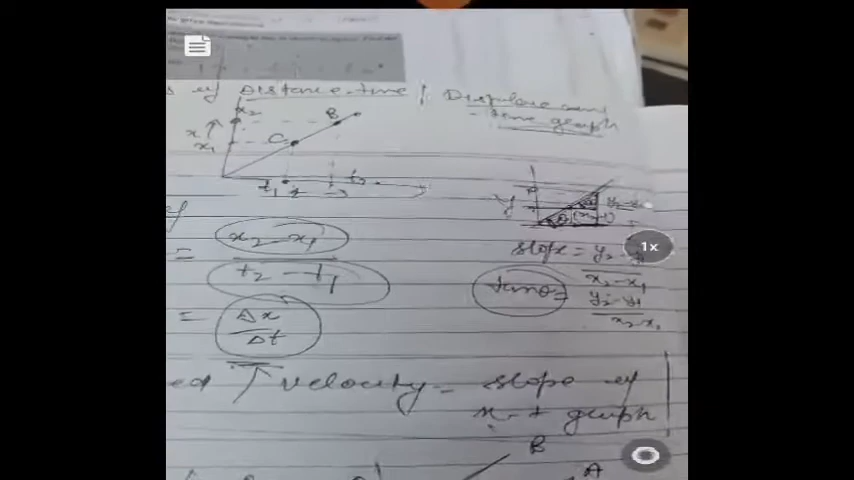 s of Distance-time / Displacement
- time graph
x2
B
x
x1
C
t1
t2
y
slope = y2 - y1
x2 - x1
= x2 - x1
t2 - t1
tanθ = y2 - y1
x2 - x1
= Δx
Δt
ed velocity = slope of
x-t graph
B
A
1x